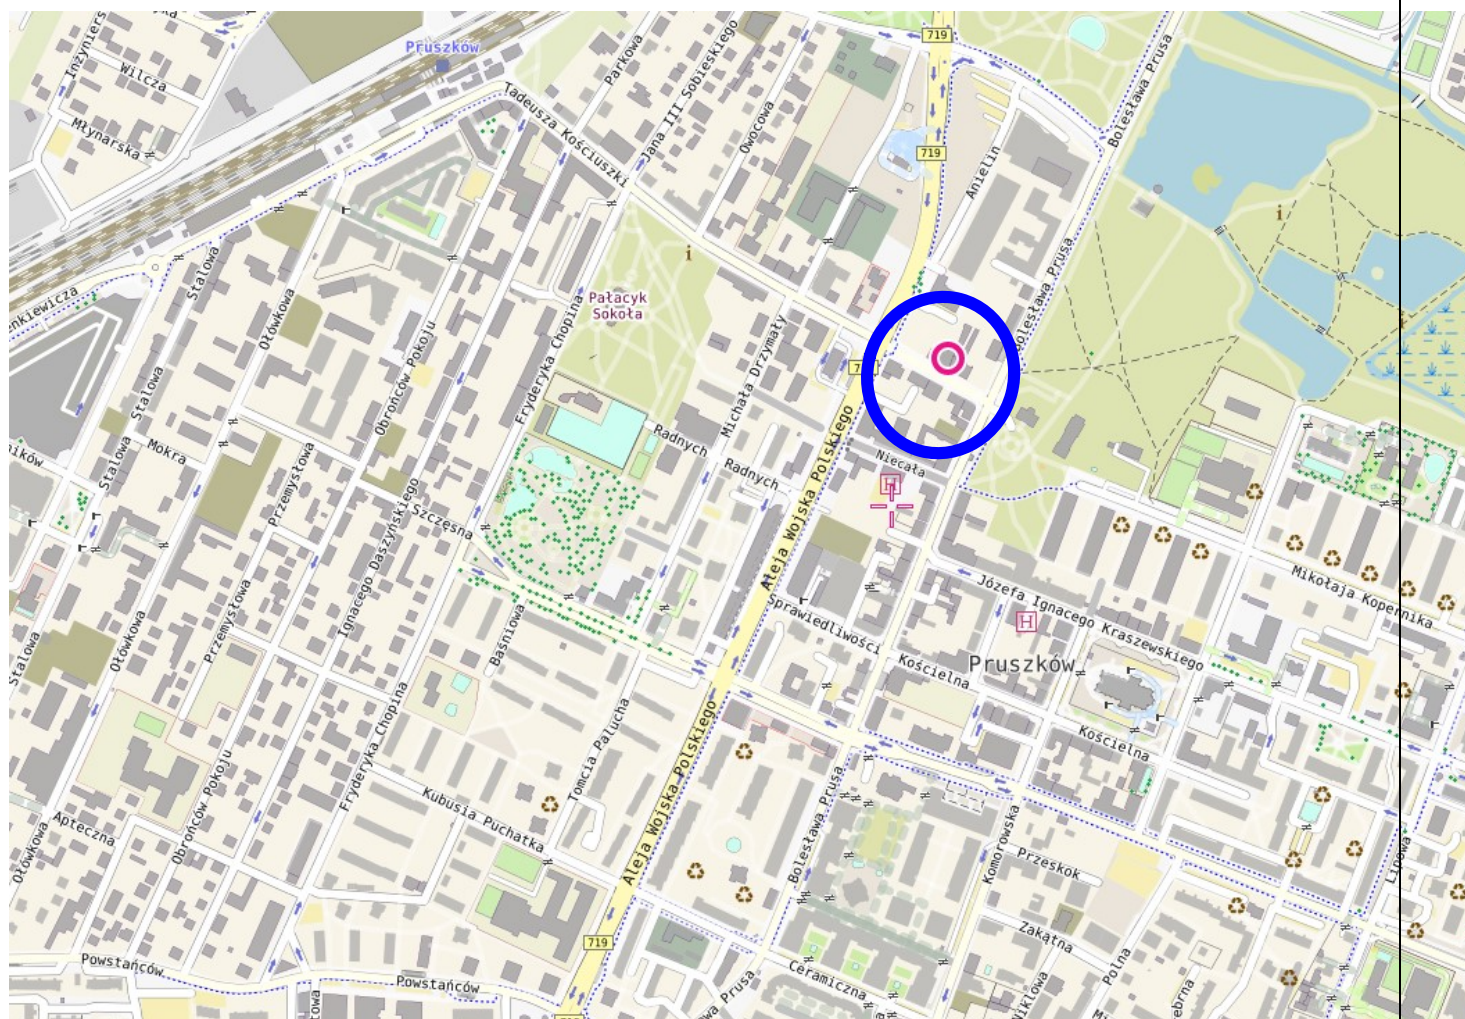 719
Pruszków
Wilcza
Młynarska
Parkowa
Jana III Sobieskiego
Tadeusza Kościuszki
Owocowa
719
Anielin
Bolesława Prusa
i
i
Stalowa
Ołówkowa
Pałacyk
Sokoła
Bolesława Prusa
Obrońców Pokoju
Fryderyka Chopina
Michała Drzymały
Stalowa
Mokra
Stalowa
Przemysłowa
Radnych
Radnych
Niecała
H
Szczęsna
Ignacego Daszyńskiego
Aleja Wojska Polskiego
Przemysłowa
Ołówkowa
Stalowa
Baśniowa
Sprawiedliwości
Kościelna
Józefa Ignacego Kraszewskiego
Mikołaja Kopernika
H
Pruszków
Kościelna
Fryderyka Chopina
Obrońców Pokoju
Tomcia Palucha
Aleja Wojska Polskiego
Kubusia Puchatka
Bolesława Prusa
Komorowska
Przeskok
Apteczna
Ołówkowa
Lipowa
Zakątna
Polna
719
Powstańców
Powstańców
Ceramiczna